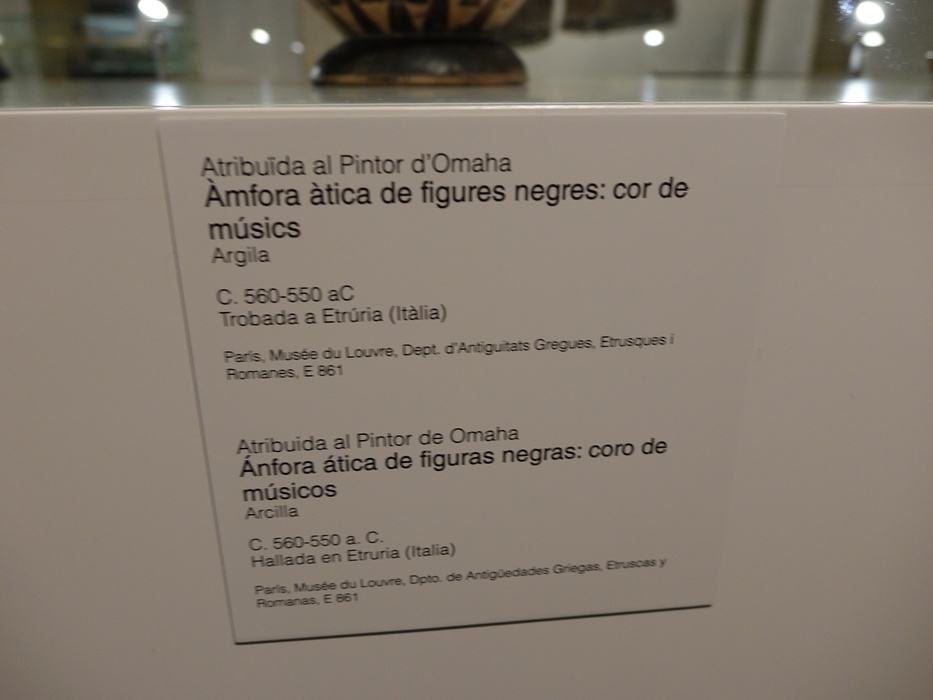 Atribuïda al Pintor d'Omaha
Àmfora àtica de figures negres: cor de
músics
Argila
C. 560-550 aC
Trobada a Etrúria (Itàlia)
París, Musée du Louvre, Dept. d'Antiguitats Gregues, Etrusques i
Romanes, E 861
Atribuida al Pintor de Omaha
Ánfora ática de figuras negras: coro de
músicos
Arcilla
C. 560-550 a. C.
Hallada en Etruria (Italia)
París, Musée du Louvre, Dpto. de Antigüedades Griegas, Etruscas y
Romanas, E 861